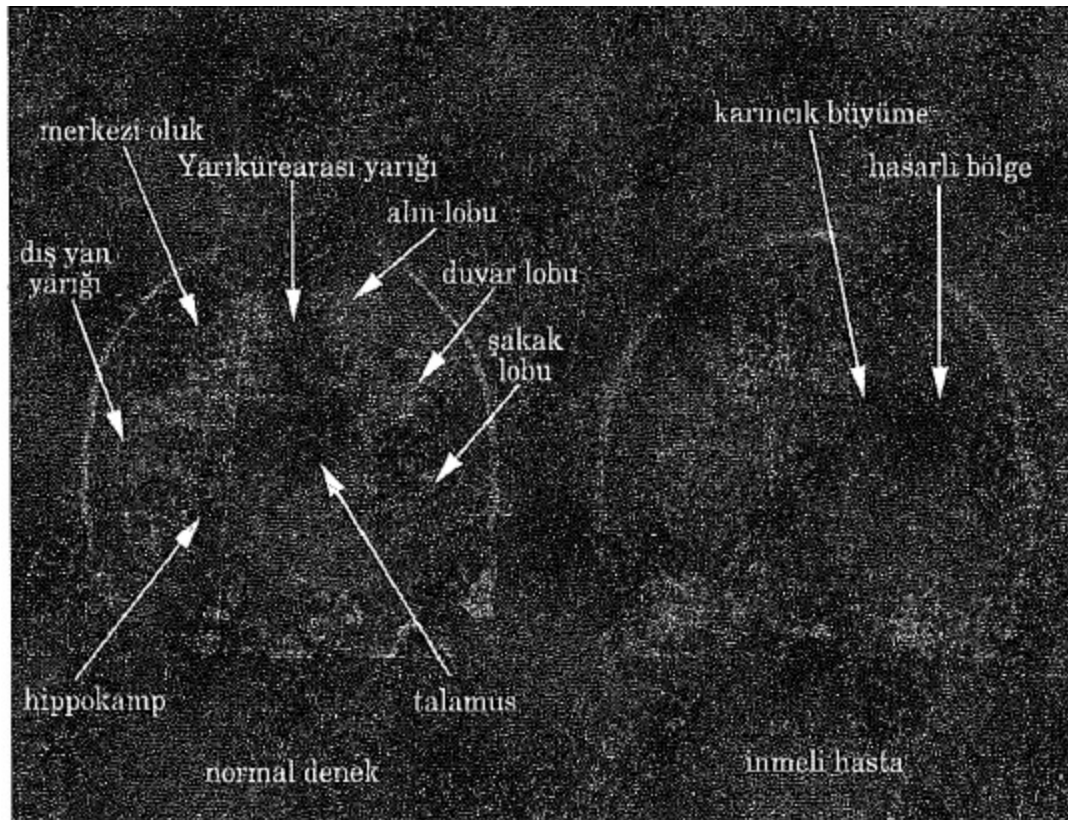 merkezi oluk
Yarıkürearası yarığı
alın lobu
dış yan
yarığı
duvar lobu
şakak
lobu
hippokamp
talamus
normal denek
karıncık büyüme
hasarlı bölge
inmeli hasta